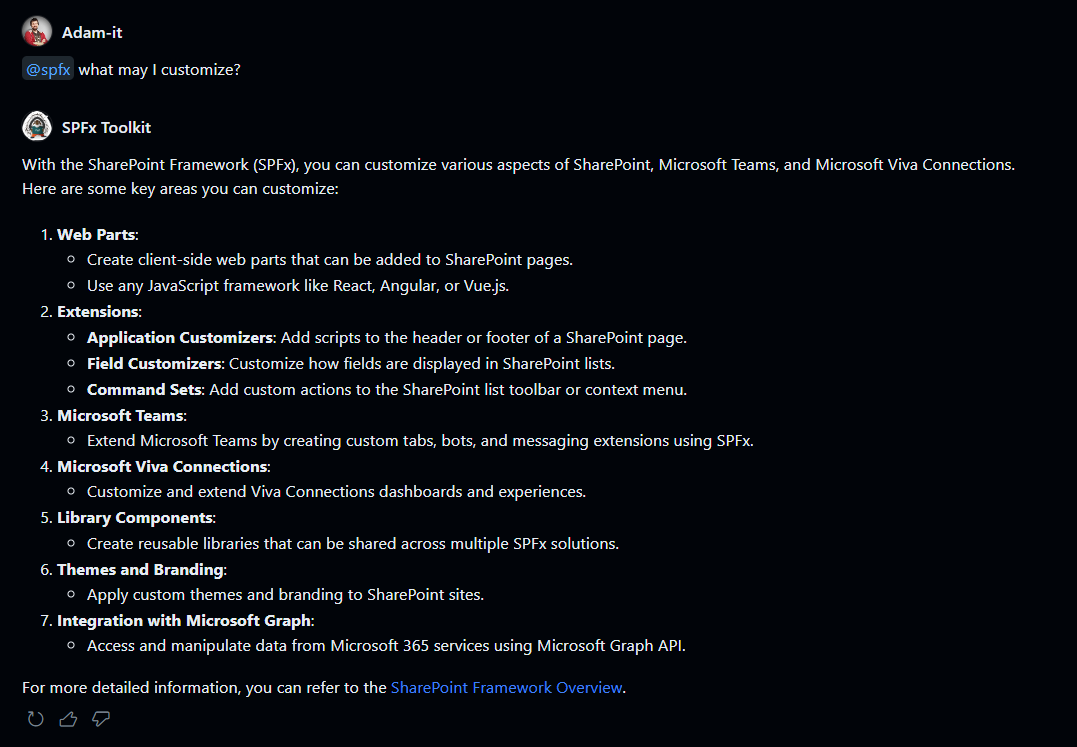 Adam-it
@spfx what may I customize?
SPFx Toolkit
With the SharePoint Framework (SPFx), you can customize various aspects of SharePoint, Microsoft Teams, and Microsoft Viva Connections.
Here are some key areas you can customize:
1. Web Parts:
Create client-side web parts that can be added to SharePoint pages.
Use any JavaScript framework like React, Angular, or Vue.js.
2. Extensions:
Application Customizers: Add scripts to the header or footer of a SharePoint page.
Field Customizers: Customize how fields are displayed in SharePoint lists.
Command Sets: Add custom actions to the SharePoint list toolbar or context menu.
3. Microsoft Teams:
Extend Microsoft Teams by creating custom tabs, bots, and messaging extensions using SPFx.
4. Microsoft Viva Connections:
Customize and extend Viva Connections dashboards and experiences.
5. Library Components:
Create reusable libraries that can be shared across multiple SPFx solutions.
6. Themes and Branding:
Apply custom themes and branding to SharePoint sites.
7. Integration with Microsoft Graph:
Access and manipulate data from Microsoft 365 services using Microsoft Graph API.
For more detailed information, you can refer to the SharePoint Framework Overview.